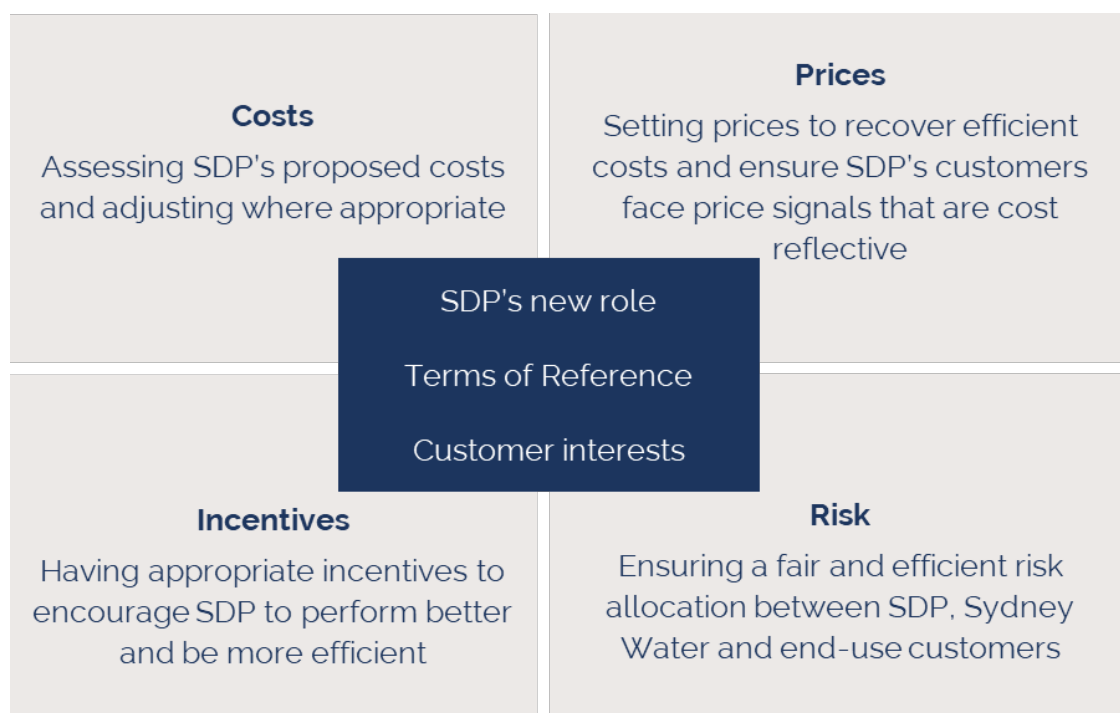 Costs
Assessing SDP's proposed costs
and adjusting where appropriate
Prices
Setting prices to recover efficient
costs and ensure SDP's customers
face price signals that are cost
reflective
SDP's new role
Terms of Reference
Customer interests
Incentives
Having appropriate incentives to
encourage SDP to perform better
and be more efficient
Risk
Ensuring a fair and efficient risk
allocation between SDP, Sydney
Water and end-use customers